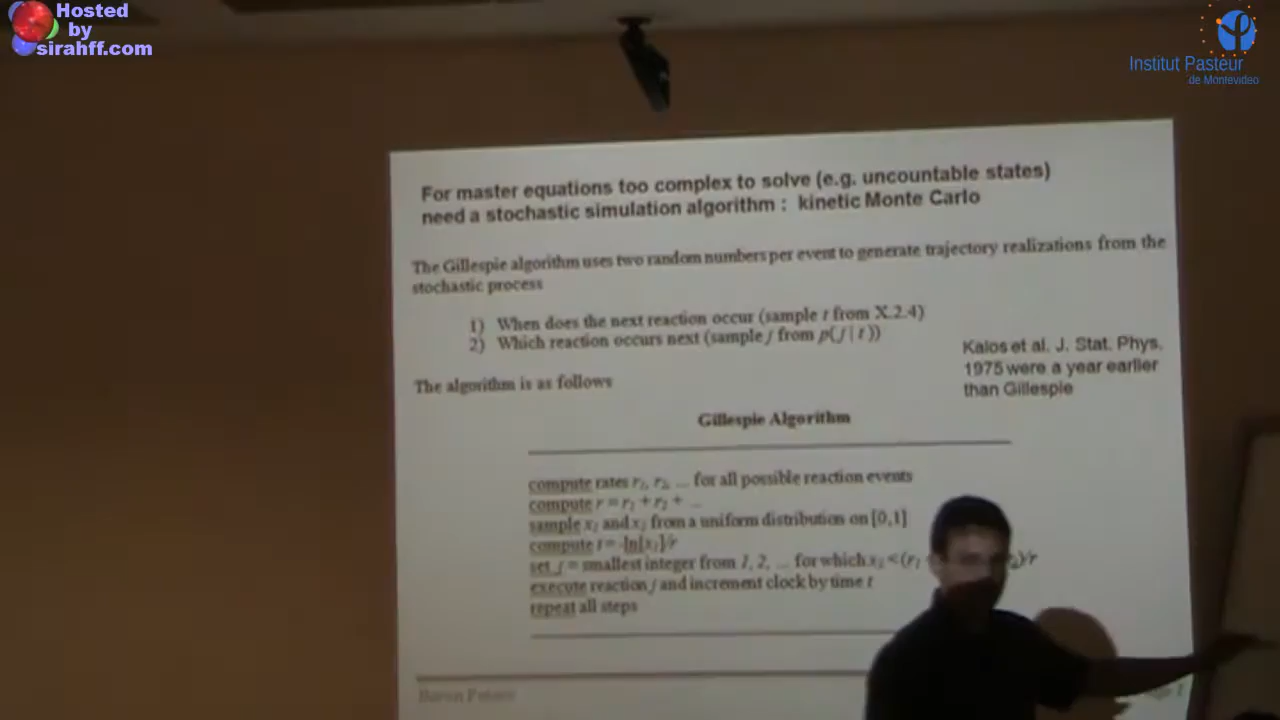 Hosted
by
sirahff.com
Institut Pasteur
de Montevideo
For master equations too complex to solve (e.g. uncountable states)
need a stochastic simulation algorithm : kinetic Monte Carlo
The Gillespie algorithm uses two random numbers per event to generate trajectory realizations from the
stochastic process
1) When does the next reaction occur (sample t from X.2.4)
2) Which reaction occurs next (sample j from p(j|t))
Kalos et al. J. Stat. Phys.
1975 were a year earlier
than Gillespie
The algorithm is as follows
Gillespie Algorithm
compute rates r1, r2, ... for all possible reaction events
compute r = r1 + r2 + ...
sample x1 and x2 from a uniform distribution on [0,1]
compute t = -ln[x1]/r
set j = smallest integer from 1, 2, ... for which x2 < (r1
execute reaction j and increment clock by time t
repeat all steps
Baron Peters